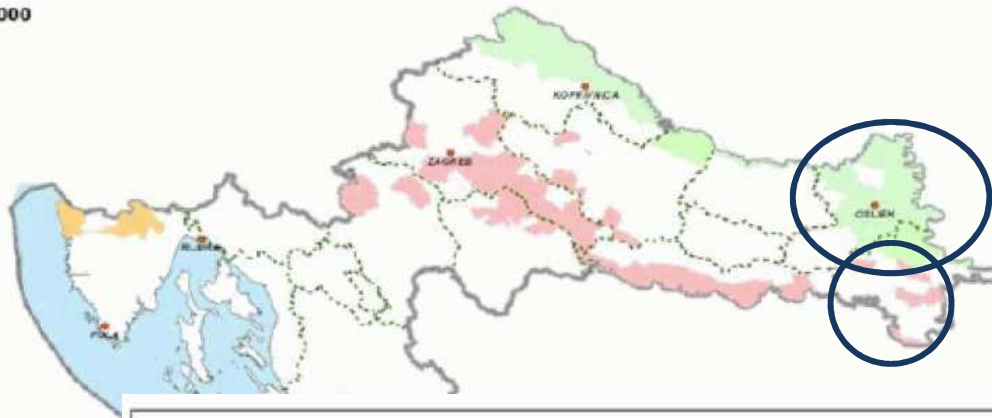 000
KOPRIVNICA
ZAGREB
OSIJEK
PULA